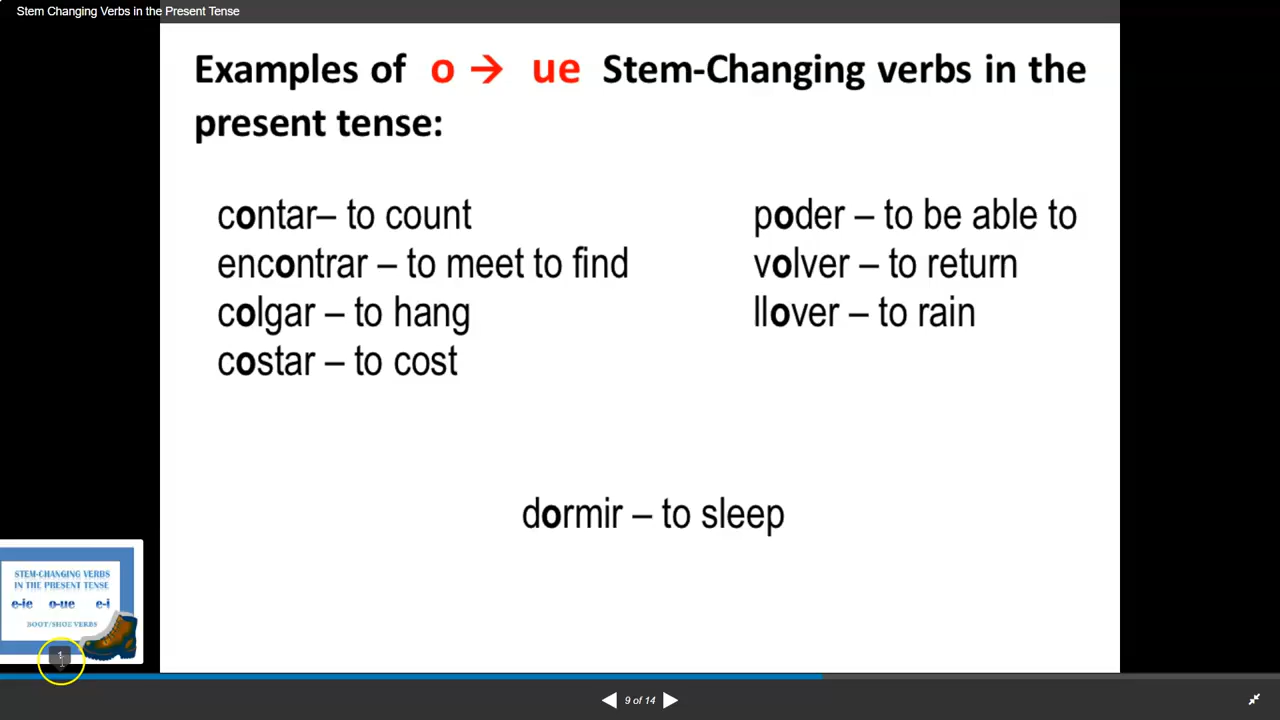 Stem Changing Verbs in the Present Tense
Examples of o → ue Stem-Changing verbs in the
present tense:
contar– to count
encontrar – to meet to find
colgar – to hang
costar – to cost
poder – to be able to
volver – to return
llover – to rain
dormir – to sleep
STEM-CHANGING VERBS
IN THE PRESENT TENSE
e-ie o-ue e-i
BOOT/SHOE VERBS
1
9 of 14